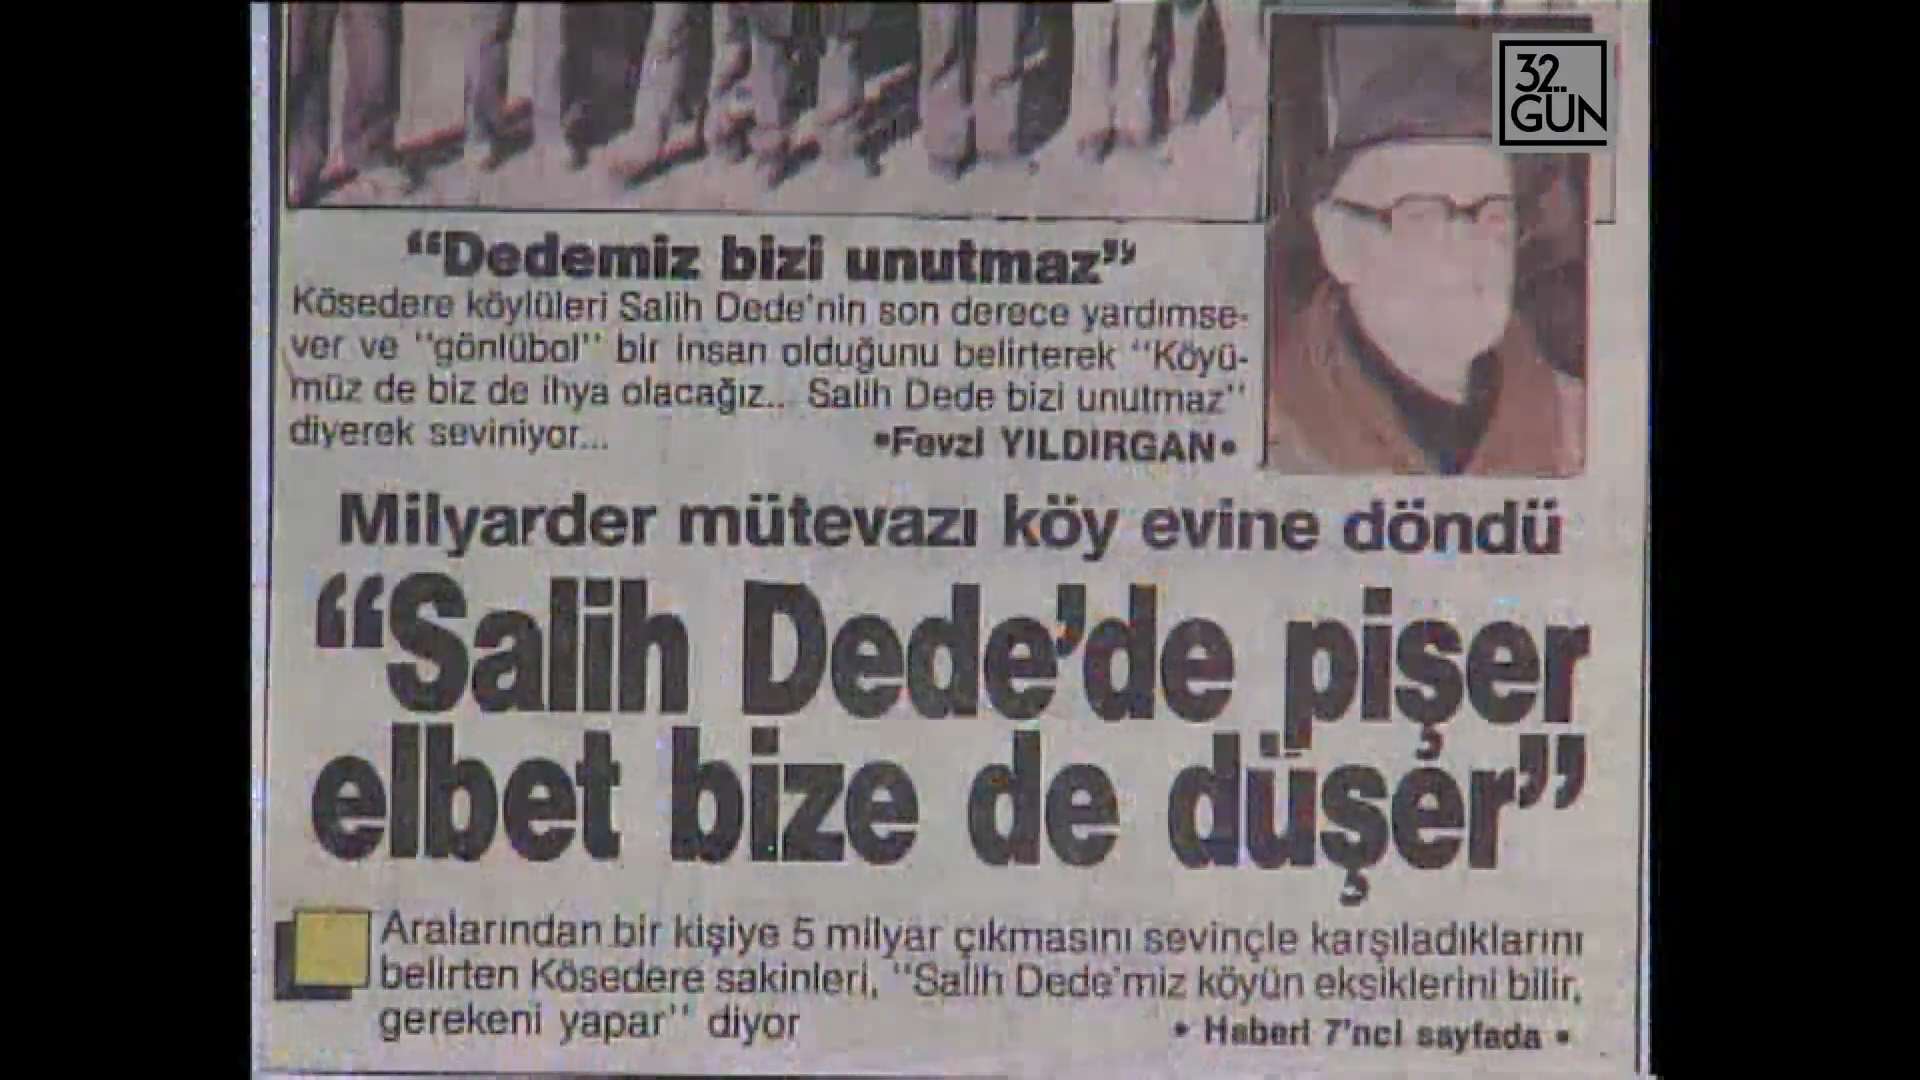 32.
GÜN
“Dedemiz bizi unutmaz”
Kösedere köylüleri Salih Dede'nin son derece yardımse-
ver ve "gönlübol" bir insan olduğunu belirterek "Köyü-
müz de biz de ihya olacağız.. Salih Dede bizi unutmaz"
diyerek seviniyor...
•Fevzi YILDIRGAN•
Milyarder mütevazı köy evine döndü
“Salih Dede'de pişer
elbet bize de düşer”
Aralarından bir kişiye 5 milyar çıkmasını sevinçle karşıladıklarını
belirten Kösedere sakinleri, "Salih Dede'miz köyün eksiklerini bilir,
gerekeni yapar" diyor
• Haberi 7'nci sayfada •